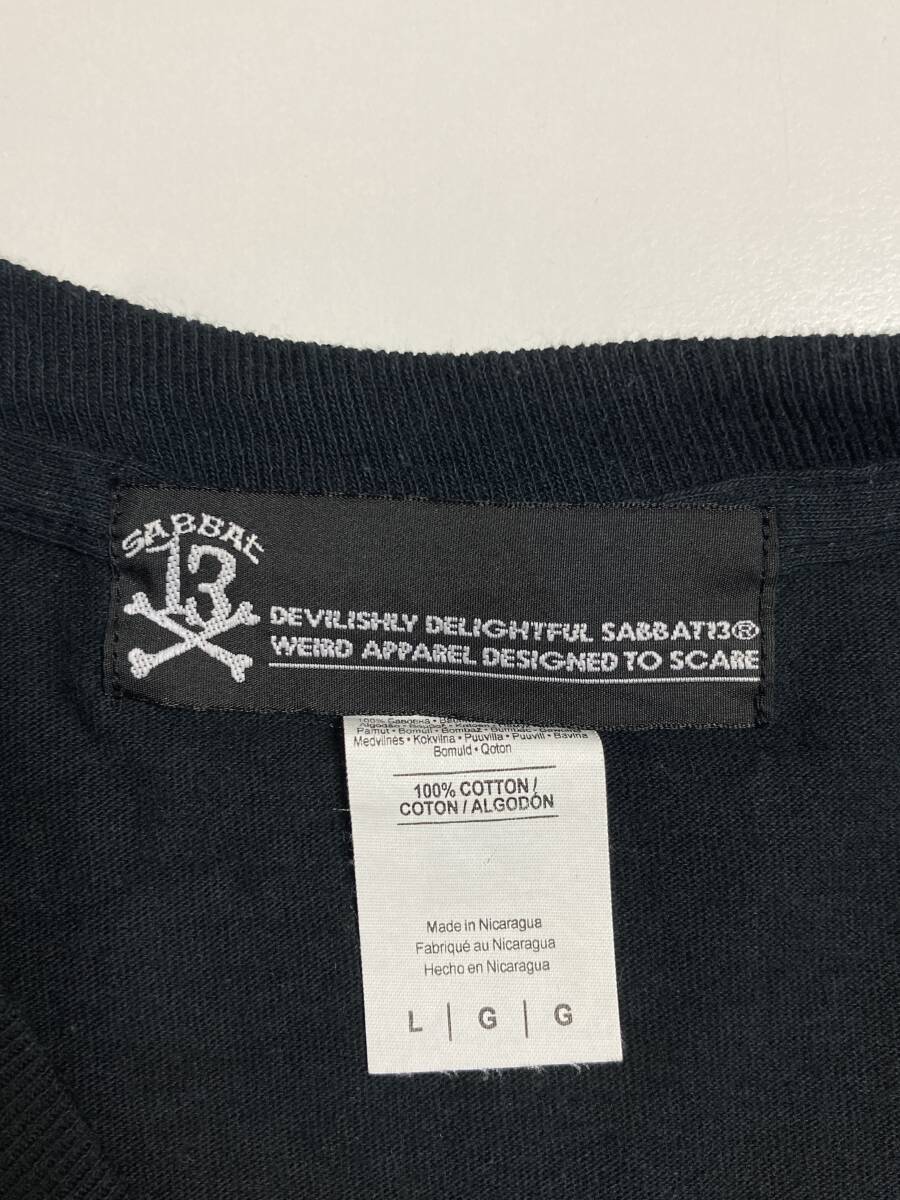 SABBAT
13
DEVILISHLY DELIGHTFUL SABBAT13®
WEIRD APPAREL DESIGNED TO SCARE
Medvilnės • Kokvilna • Puuvilla • Puuvill • Bavlna
Bomuld • Qoton
100% COTTON/
COTON/ALGODÓN
Made in Nicaragua
Fabriqué au Nicaragua
Hecho en Nicaragua
L | G | G